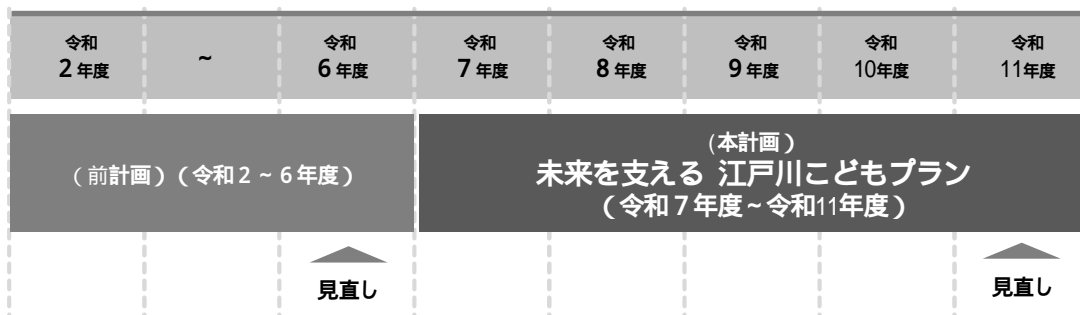 令和
2年度
~
令和
6年度
令和
7年度
令和
8年度
令和
9年度
令和
10年度
令和
11年度
(前計画)(令和2~6年度)
(本計画)
未来を支える 江戸川こどもプラン
(令和7年度~令和11年度)
見直し
見直し